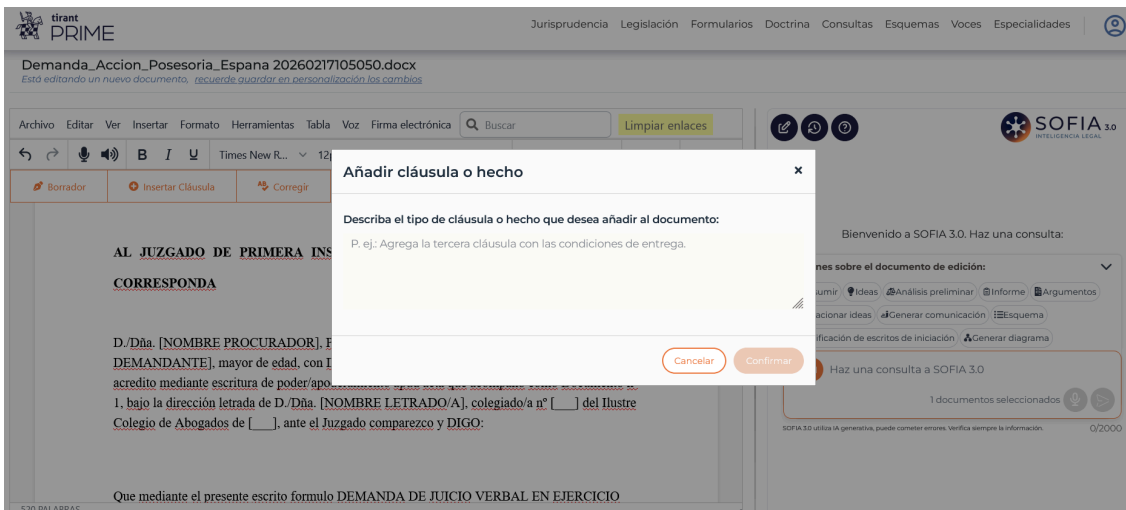 tirant
PRIME
Jurisprudencia Legislación Formularios Doctrina Consultas Esquemas Voces Especialidades
Demanda_Accion_Posesoria_Espana 20260217105050.docx
Está editando un nuevo documento, recuerde guardar en personalización los cambios
Archivo Editar Ver Insertar Formato Herramientas Tabla Voz Firma electrónica Buscar Limpiar enlaces
SOFIA 3.0
INTELIGENCIA LEGAL
B I U Times New R... 12p
Borrador Insertar Cláusula Corregir
Añadir cláusula o hecho ×
Describa el tipo de cláusula o hecho que desea añadir al documento:
P. ej.: Agrega la tercera cláusula con las condiciones de entrega.
Cancelar Confirmar
AL JUZGADO DE PRIMERA INS
CORRESPONDA
D./Dña. [NOMBRE PROCURADOR],
DEMANDANTE], mayor de edad, con
acredito mediante escritura de poder/apo
1, bajo la dirección letrada de D./Dña. [NOMBRE LETRADO/A], colegiado/a nº [___] del Ilustre
Colegio de Abogados de [___], ante el Juzgado comparezco y DIGO:
Que mediante el presente escrito formulo DEMANDA DE JUICIO VERBAL EN EJERCICIO
520 PALABRAS
Bienvenido a SOFIA 3.0. Haz una consulta:
nes sobre el documento de edición:
umir Ideas Análisis preliminar Informe Argumentos
acionar ideas Generar comunicación Esquema
ificación de escritos de iniciación Generar diagrama
Haz una consulta a SOFIA 3.0
1 documentos seleccionados
SOFIA 3.0 utiliza IA generativa, puede cometer errores. Verifica siempre la información. 0/2000